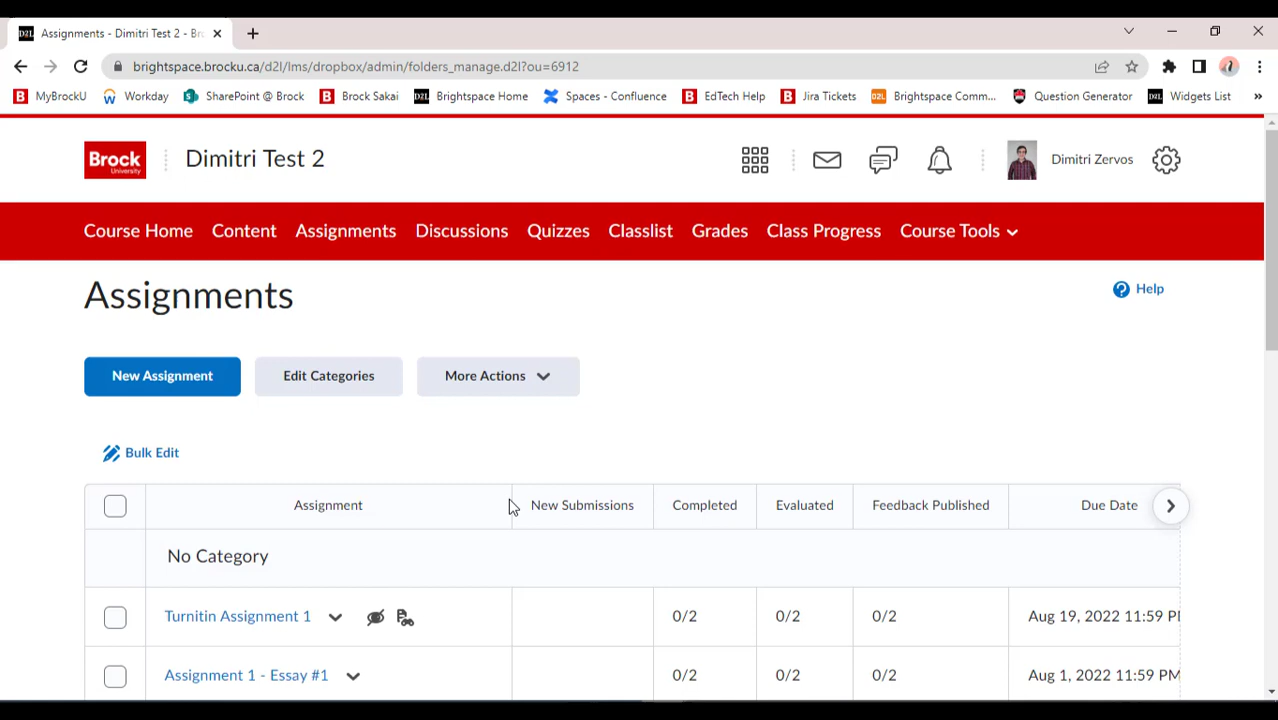 D2L Assignments - Dimitri Test 2 - Br
brightspace.brocku.ca/d2l/lms/dropbox/admin/folders_manage.d2l?ou=6912
B MyBrockU Workday S SharePoint @ Brock B Brock Sakai D2L Brightspace Home Spaces - Confluence B EdTech Help B Jira Tickets D2L Brightspace Comm... Question Generator D2L Widgets List »
Brock University Dimitri Test 2 Dimitri Zervos
Course Home Content Assignments Discussions Quizzes Classlist Grades Class Progress Course Tools
Assignments ? Help
New Assignment Edit Categories More Actions
Bulk Edit
Assignment New Submissions Completed Evaluated Feedback Published Due Date
No Category
Turnitin Assignment 1 0/2 0/2 0/2 Aug 19, 2022 11:59 PM
Assignment 1 - Essay #1 0/2 0/2 0/2 Aug 1, 2022 11:59 PM